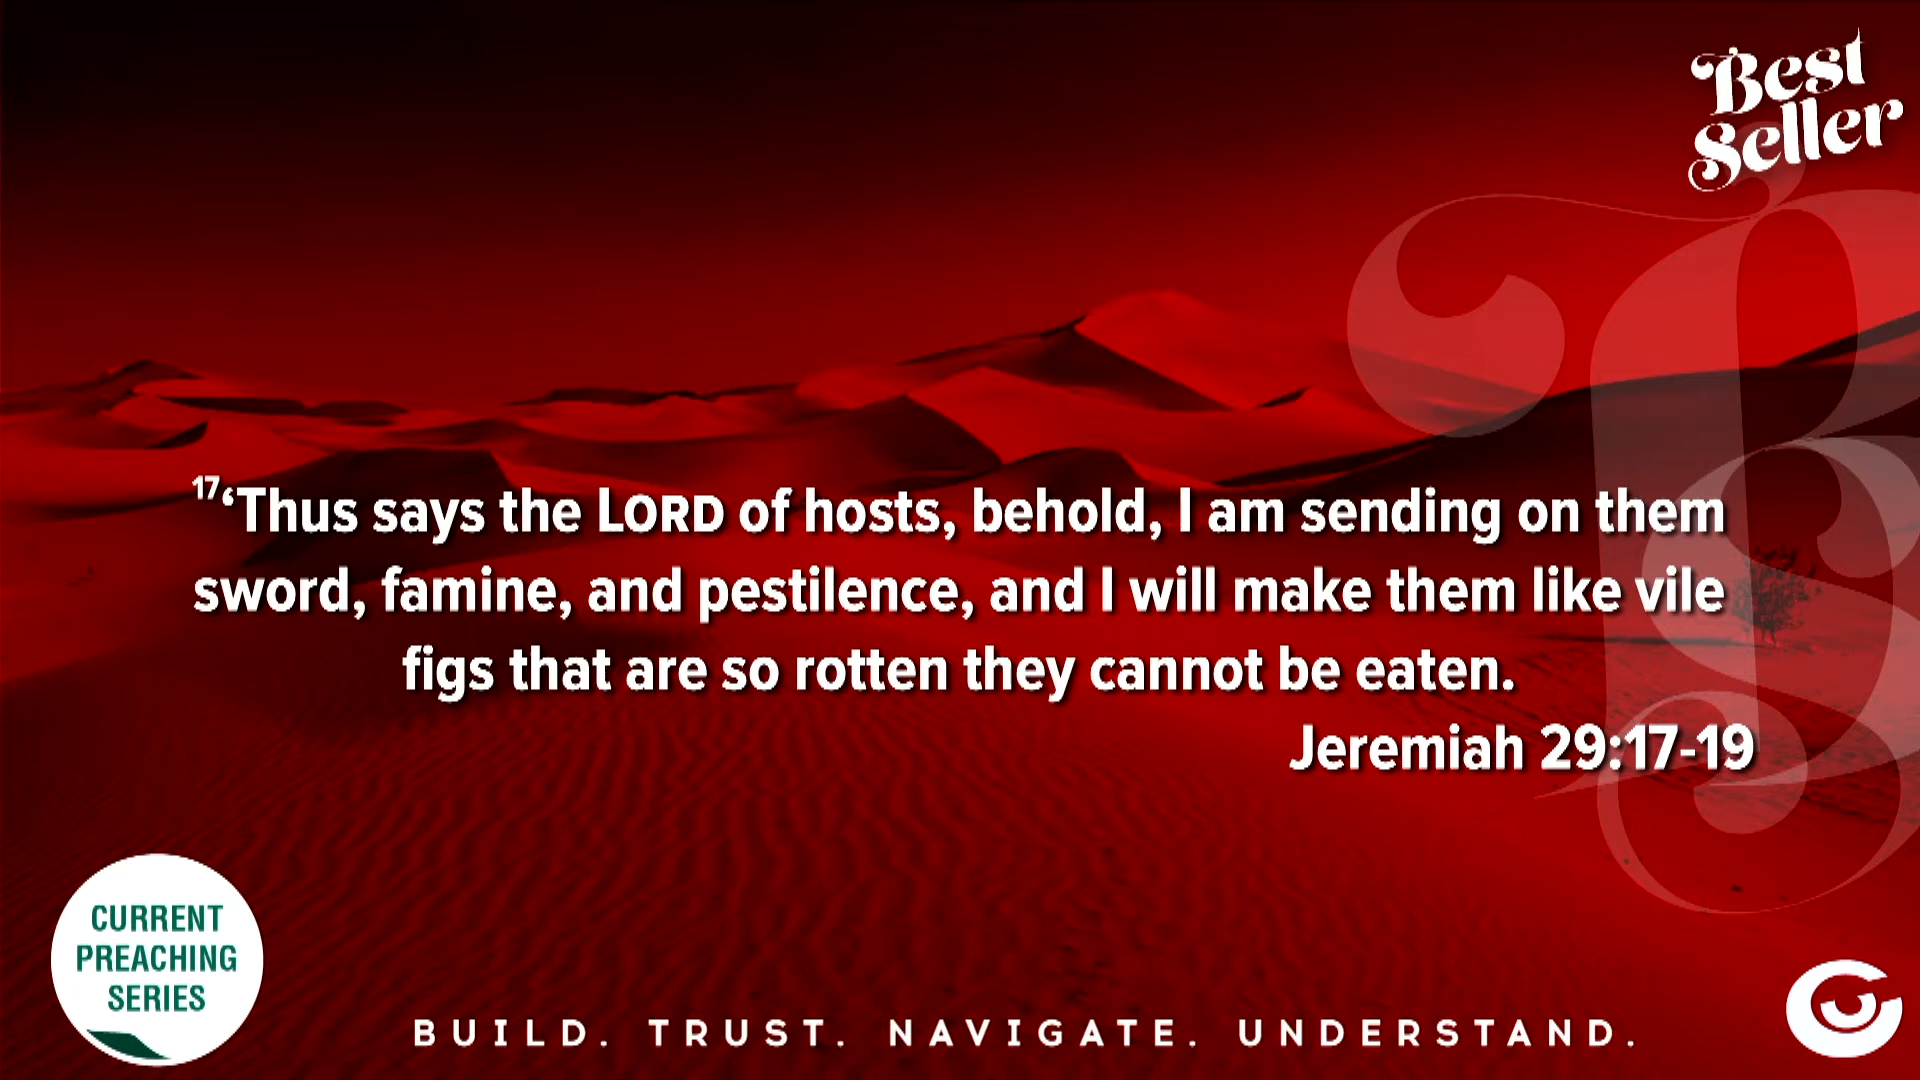 Best
Seller
¹⁷‘Thus says the LORD of hosts, behold, I am sending on them
sword, famine, and pestilence, and I will make them like vile
figs that are so rotten they cannot be eaten.
Jeremiah 29:17-19
CURRENT
PREACHING
SERIES
BUILD. TRUST. NAVIGATE. UNDERSTAND.